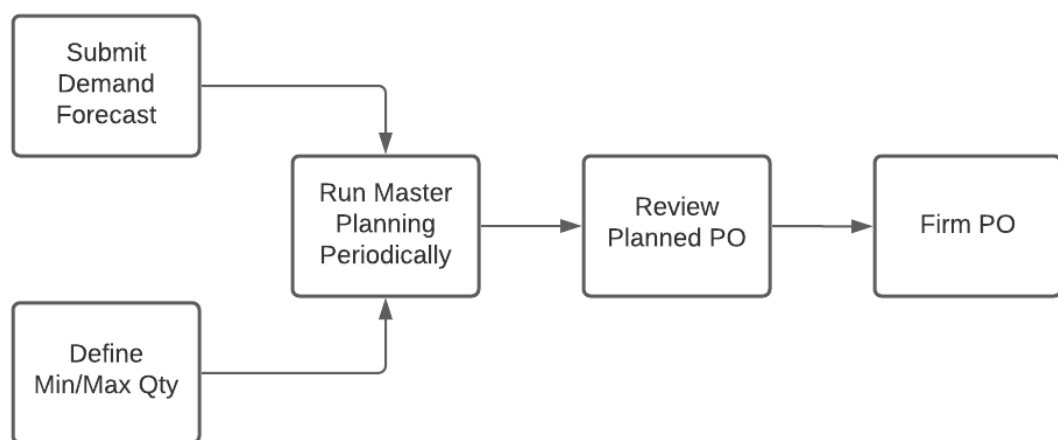 Submit
Demand
Forecast
Run Master
Planning
Periodically
Review
Planned PO
Firm PO
Define
Min/Max Qty